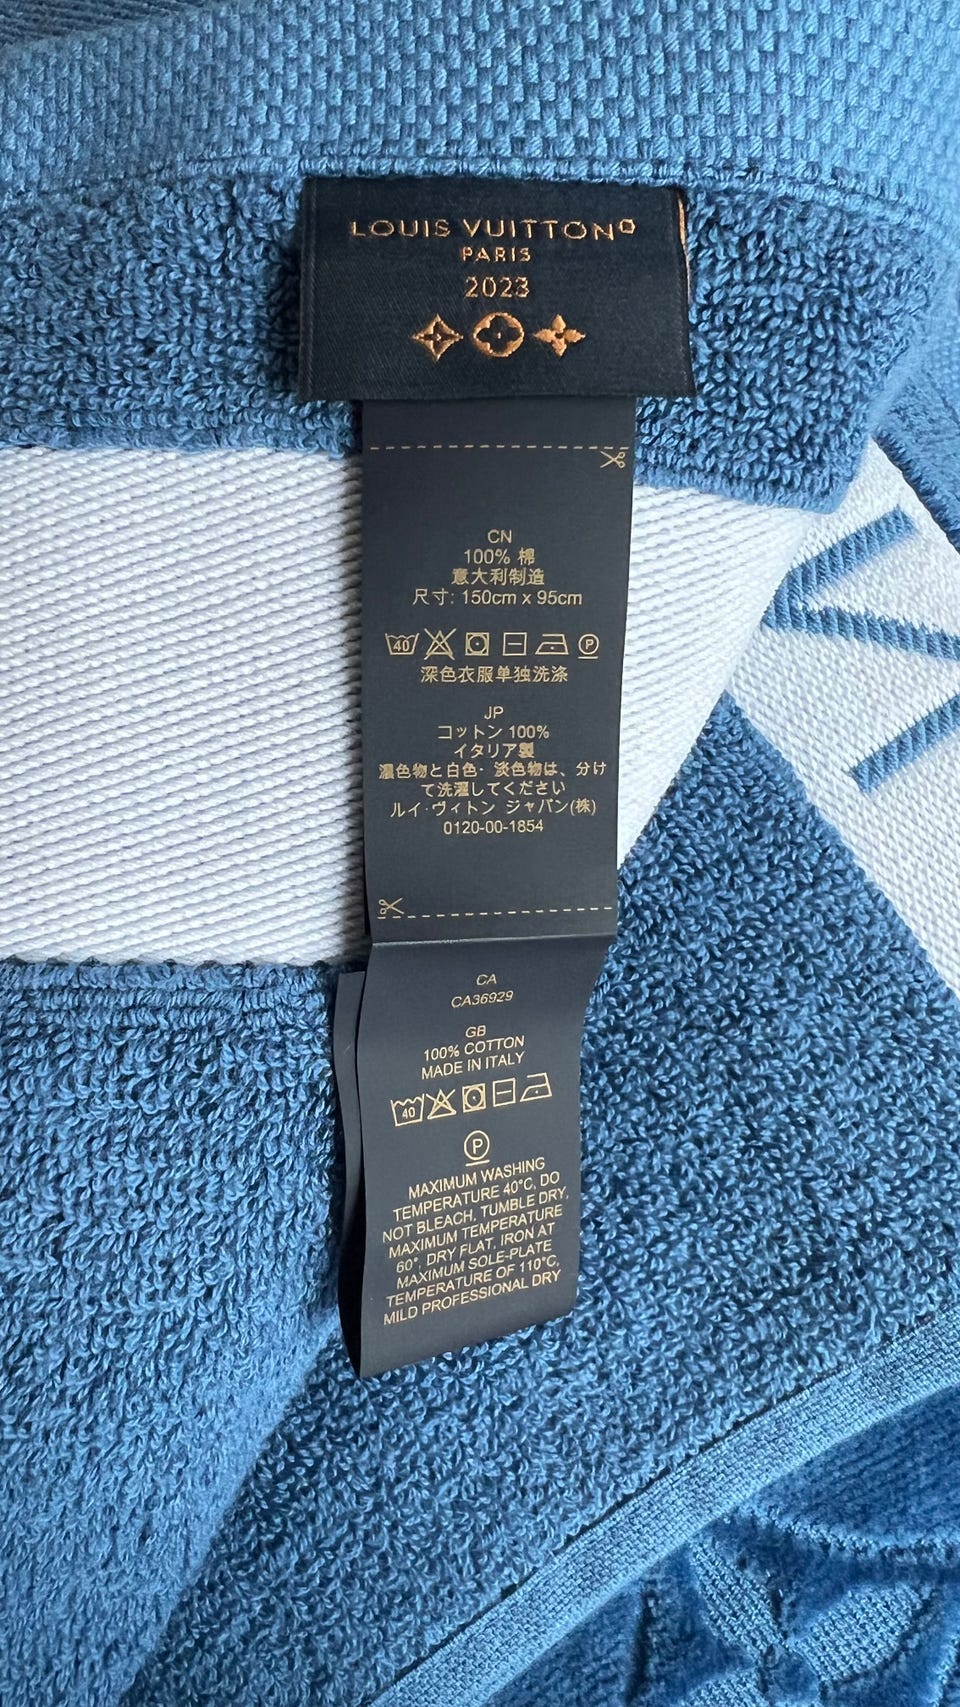 LOUIS VUITTON
PARIS
2023
CN
100% 棉
意大利制造
尺寸: 150cm x 95cm
40 P
深色衣服单独洗涤
JP
コットン 100%
イタリア製
濃色物と白色・淡色物は、分け
て洗濯してください
ルイ・ヴィトン ジャパン(株)
0120-00-1854
CA
CA36929
GB
100% COTTON
MADE IN ITALY
40
P
MAXIMUM WASHING
TEMPERATURE 40°C, DO
NOT BLEACH, TUMBLE DRY,
MAXIMUM TEMPERATURE
60°, DRY FLAT, IRON AT
MAXIMUM SOLE-PLATE
TEMPERATURE OF 110°C,
MILD PROFESSIONAL DRY